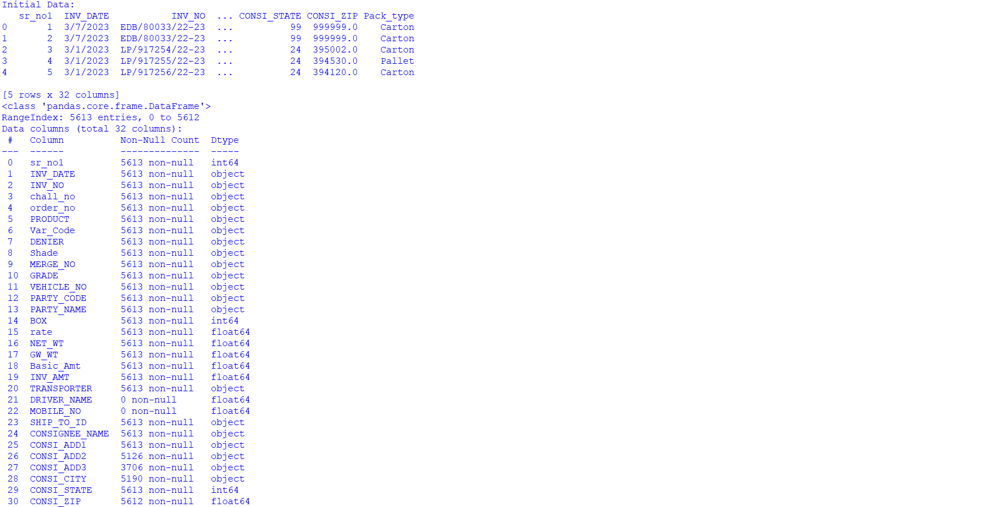 Initial Data:
   sr_no1  INV_DATE           INV_NO  ... CONSI_STATE CONSI_ZIP Pack_type
0       1  3/7/2023  EDB/80033/22-23  ...          99  999999.0    Carton
1       2  3/7/2023  EDB/80033/22-23  ...          99  999999.0    Carton
2       3  3/1/2023  LP/917254/22-23  ...          24  395002.0    Carton
3       4  3/1/2023  LP/917255/22-23  ...          24  394530.0    Pallet
4       5  3/1/2023  LP/917256/22-23  ...          24  394120.0    Carton
[5 rows x 32 columns]
<class 'pandas.core.frame.DataFrame'>
RangeIndex: 5613 entries, 0 to 5612
Data columns (total 32 columns):
 #   Column          Non-Null Count  Dtype
---  ------          --------------  -----
 0   sr_no1          5613 non-null   int64
 1   INV_DATE        5613 non-null   object
 2   INV_NO          5613 non-null   object
 3   chall_no        5613 non-null   object
 4   order_no        5613 non-null   object
 5   PRODUCT         5613 non-null   object
 6   Var_Code        5613 non-null   object
 7   DENIER          5613 non-null   object
 8   Shade           5613 non-null   object
 9   MERGE_NO        5613 non-null   object
 10  GRADE           5613 non-null   object
 11  VEHICLE_NO      5613 non-null   object
 12  PARTY_CODE      5613 non-null   object
 13  PARTY_NAME      5613 non-null   object
 14  BOX             5613 non-null   int64
 15  rate            5613 non-null   float64
 16  NET_WT          5613 non-null   float64
 17  GW_WT           5613 non-null   float64
 18  Basic_Amt       5613 non-null   float64
 19  INV_AMT         5613 non-null   float64
 20  TRANSPORTER     5613 non-null   object
 21  DRIVER_NAME     0 non-null      float64
 22  MOBILE_NO       0 non-null      float64
 23  SHIP_TO_ID      5613 non-null   object
 24  CONSIGNEE_NAME  5613 non-null   object
 25  CONSI_ADD1      5613 non-null   object
 26  CONSI_ADD2      5126 non-null   object
 27  CONSI_ADD3      3706 non-null   object
 28  CONSI_CITY      5190 non-null   object
 29  CONSI_STATE     5613 non-null   int64
 30  CONSI_ZIP       5612 non-null   float64